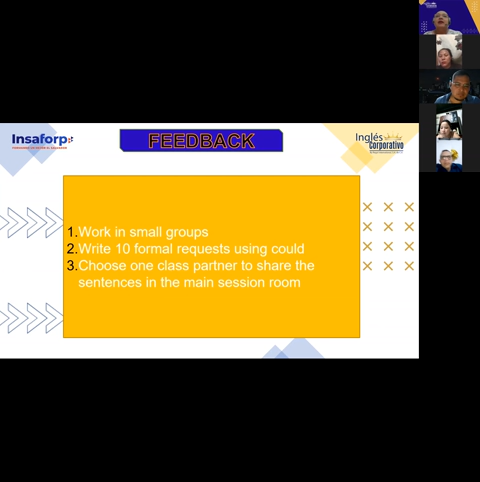 Insaforp
FEEDBACK
Inglés
Corporativo
1.Work in small groups
2.Write 10 formal requests using could
3.Choose one class partner to share the
sentences in the main session room